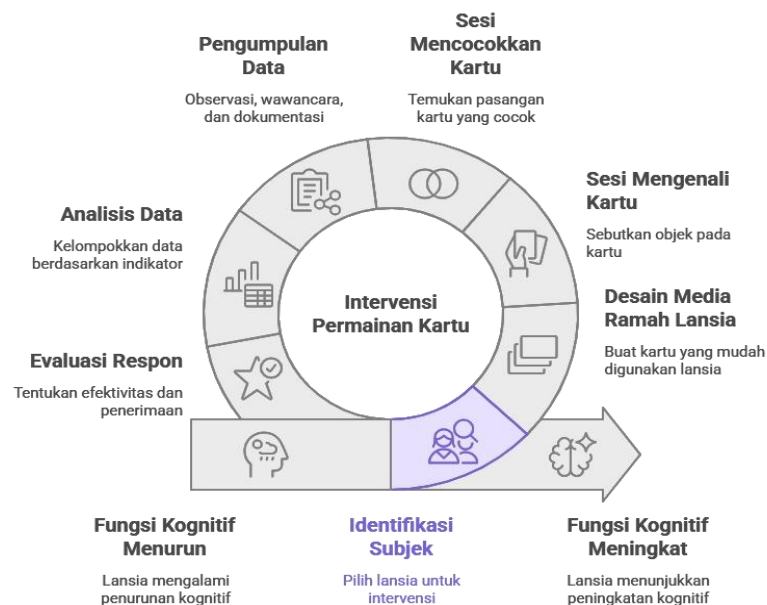 Sesi
Mencocokkan
Kartu
Temukan pasangan
kartu yang cocok
Pengumpulan
Data
Observasi, wawancara,
dan dokumentasi
Sesi Mengenali
Kartu
Sebutkan objek pada
kartu
Analisis Data
Kelompokkan data
berdasarkan indikator
Intervensi
Permainan Kartu
Desain Media
Ramah Lansia
Buat kartu yang mudah
digunakan lansia
Evaluasi Respon
Tentukan efektivitas dan
penerimaan
Fungsi Kognitif
Menurun
Lansia mengalami
penurunan kognitif
Identifikasi
Subjek
Pilih lansia untuk
intervensi
Fungsi Kognitif
Meningkat
Lansia menunjukkan
peningkatan kognitif